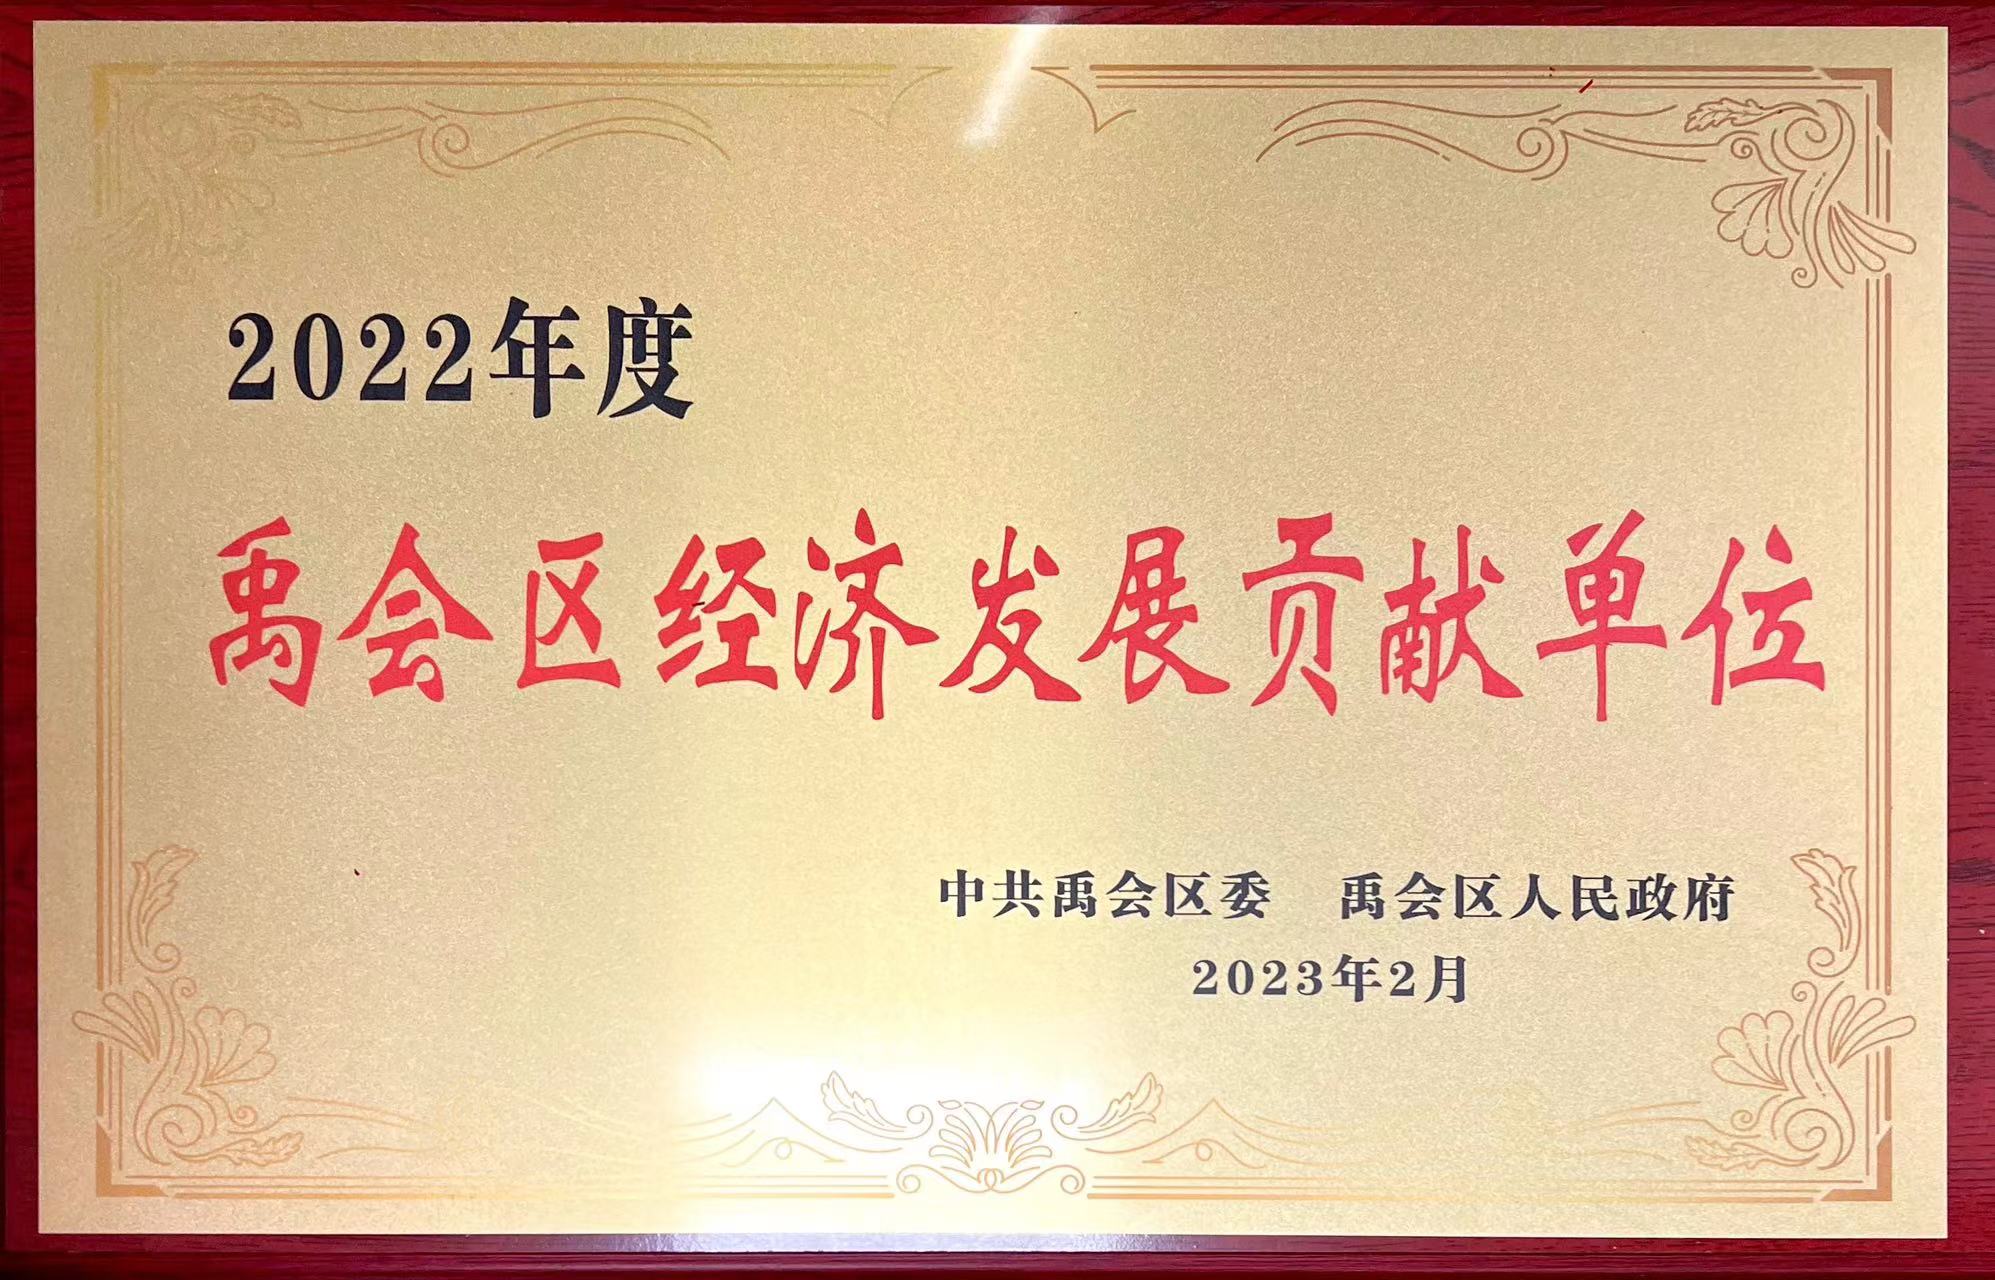 2022年度
禹会区经济发展贡献单位
中共禹会区委 禹会区人民政府
2023年2月